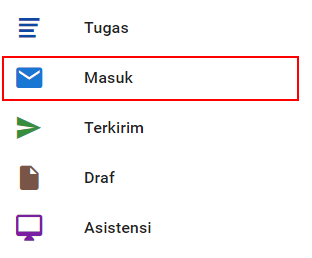 Tugas
Masuk
Terkirim
Draf
Asistensi